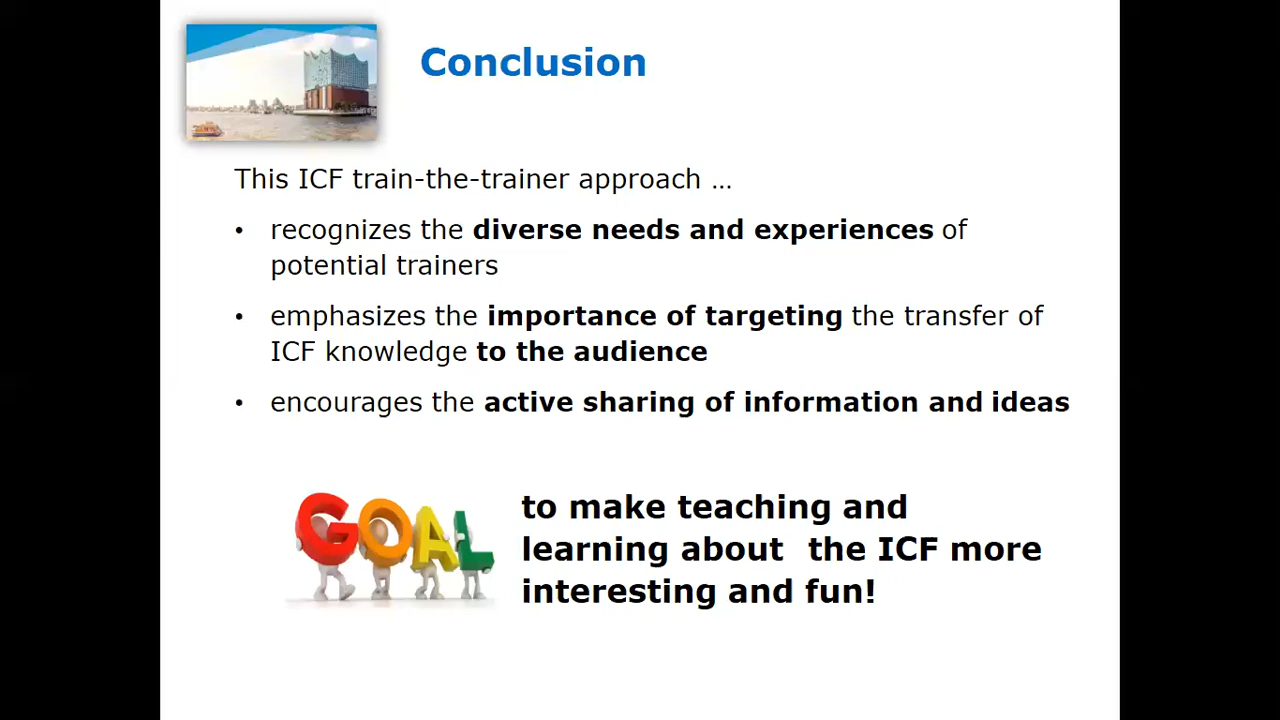 Conclusion
This ICF train-the-trainer approach ...
• recognizes the diverse needs and experiences of
potential trainers
• emphasizes the importance of targeting the transfer of
ICF knowledge to the audience
• encourages the active sharing of information and ideas
GOAL
to make teaching and
learning about the ICF more
interesting and fun!